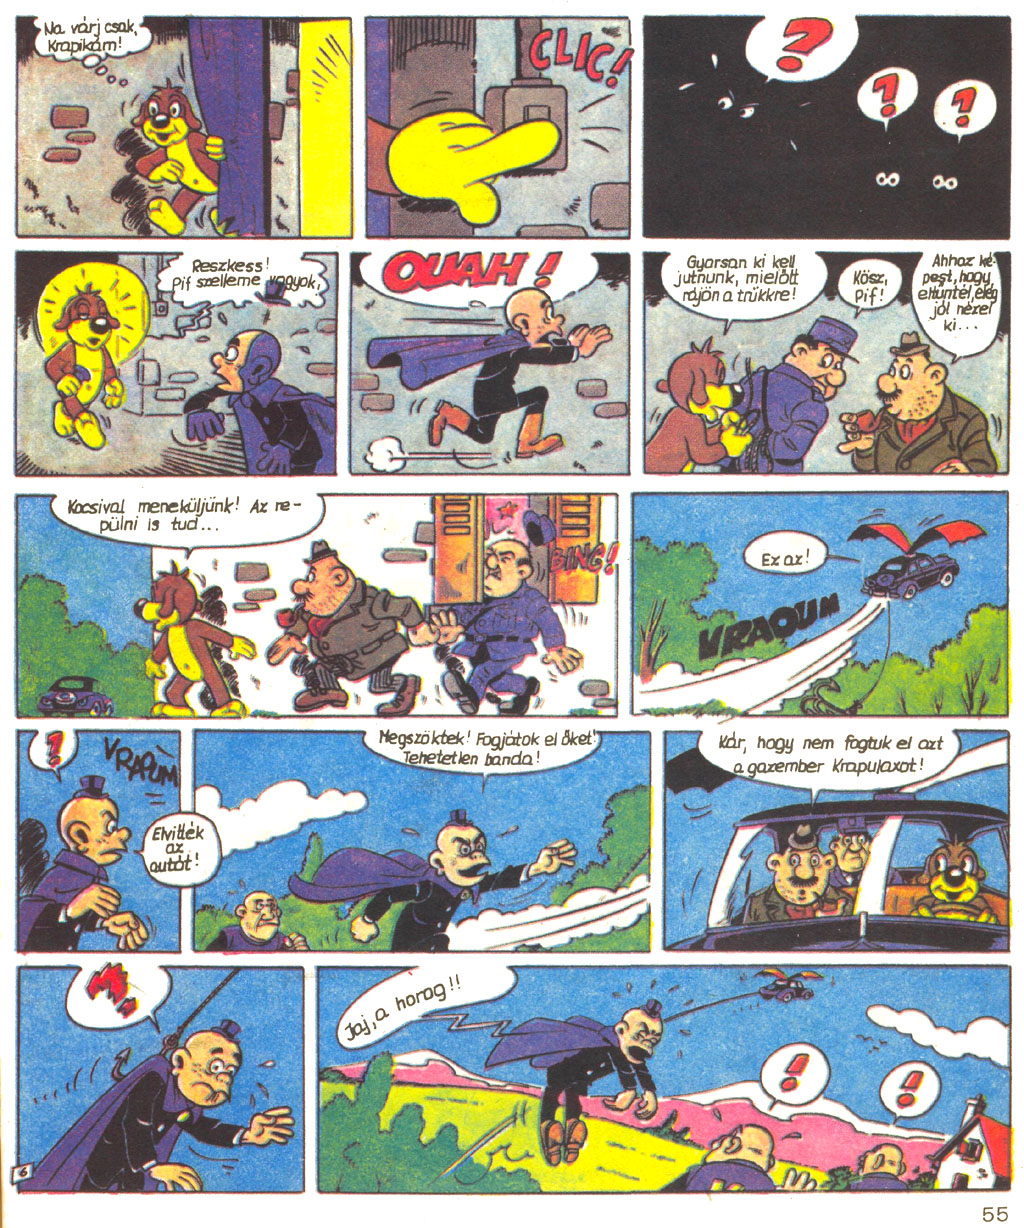 Na várj csak,
Krapikám!
CLIC!
?
?
?
Reszkess!
Pif szelleme vagyok.
OUAH!
Gyorsan ki kell
jutnunk, mielőtt
rájön a trükkre!
Kösz,
Pif!
Ahhoz ké-
pest, hogy
eltűntél, elég
jól nézel
ki...
Kocsival meneküljünk! Az re-
pülni is tud...
BING!
Ez az!
VRAOUM
!
VRAPUM
Elvitték
az
autót!
Megszöktek! Fogjátok el őket!
Tehetetlen banda!
Kár, hogy nem fogtuk el azt
a gazember Krapulaxot!
Jaj, a horog!!
!
!
6
55